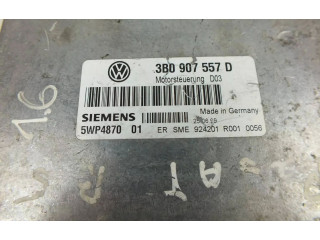 3B0 907 557 D
Motorsteuerung D03
Made in Germany
SIEMENS
5WP4870 01
ER SME 924201 R001 0056
1.6